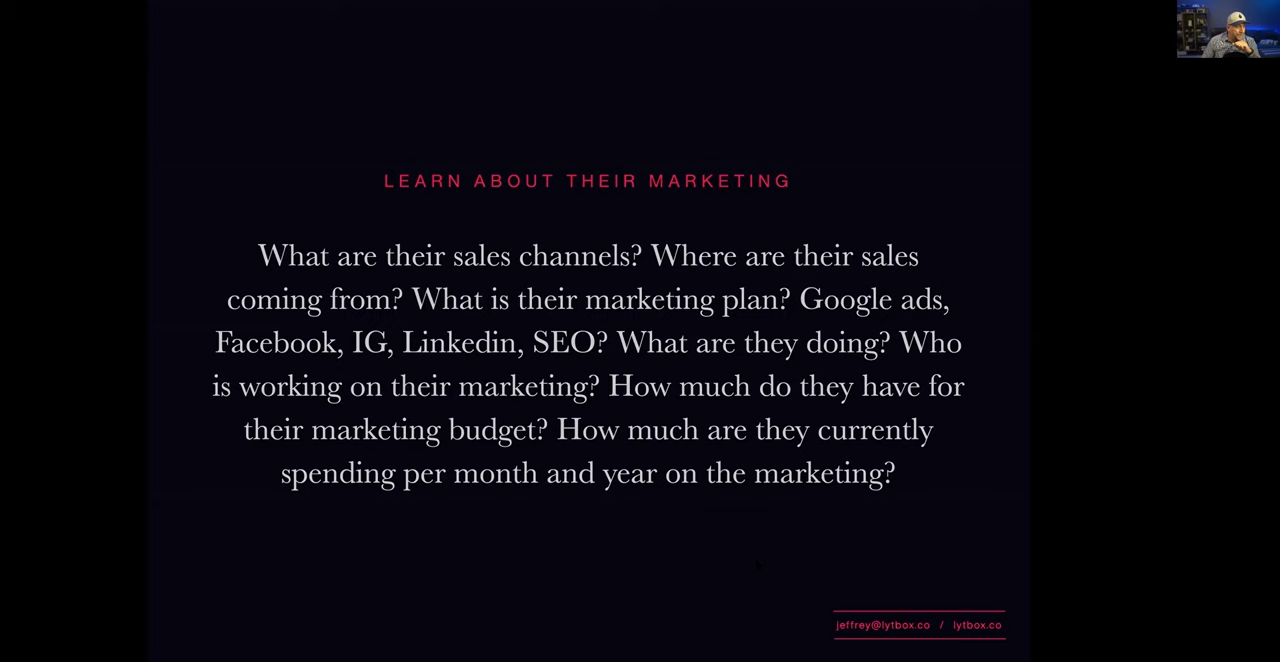 LEARN ABOUT THEIR MARKETING
What are their sales channels? Where are their sales
coming from? What is their marketing plan? Google ads,
Facebook, IG, Linkedin, SEO? What are they doing? Who
is working on their marketing? How much do they have for
their marketing budget? How much are they currently
spending per month and year on the marketing?
jeffrey@lytbox.co / lytbox.co